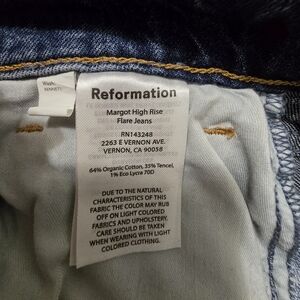 Reformation
Margot High Rise
Flare Jeans
RN143248
2263 E VERNON AVE.
VERNON, CA 90058
64% Organic Cotton, 35% Tencel,
1% Eco Lycra 70D
DUE TO THE NATURAL
CHARACTERISTICS OF THIS
FABRIC THE COLOR MAY RUB
OFF ON LIGHT COLORED
FABRICS AND UPHOLSTERY.
CARE SHOULD BE TAKEN
WHEN WEARING WITH LIGHT
COLORED CLOTHING.